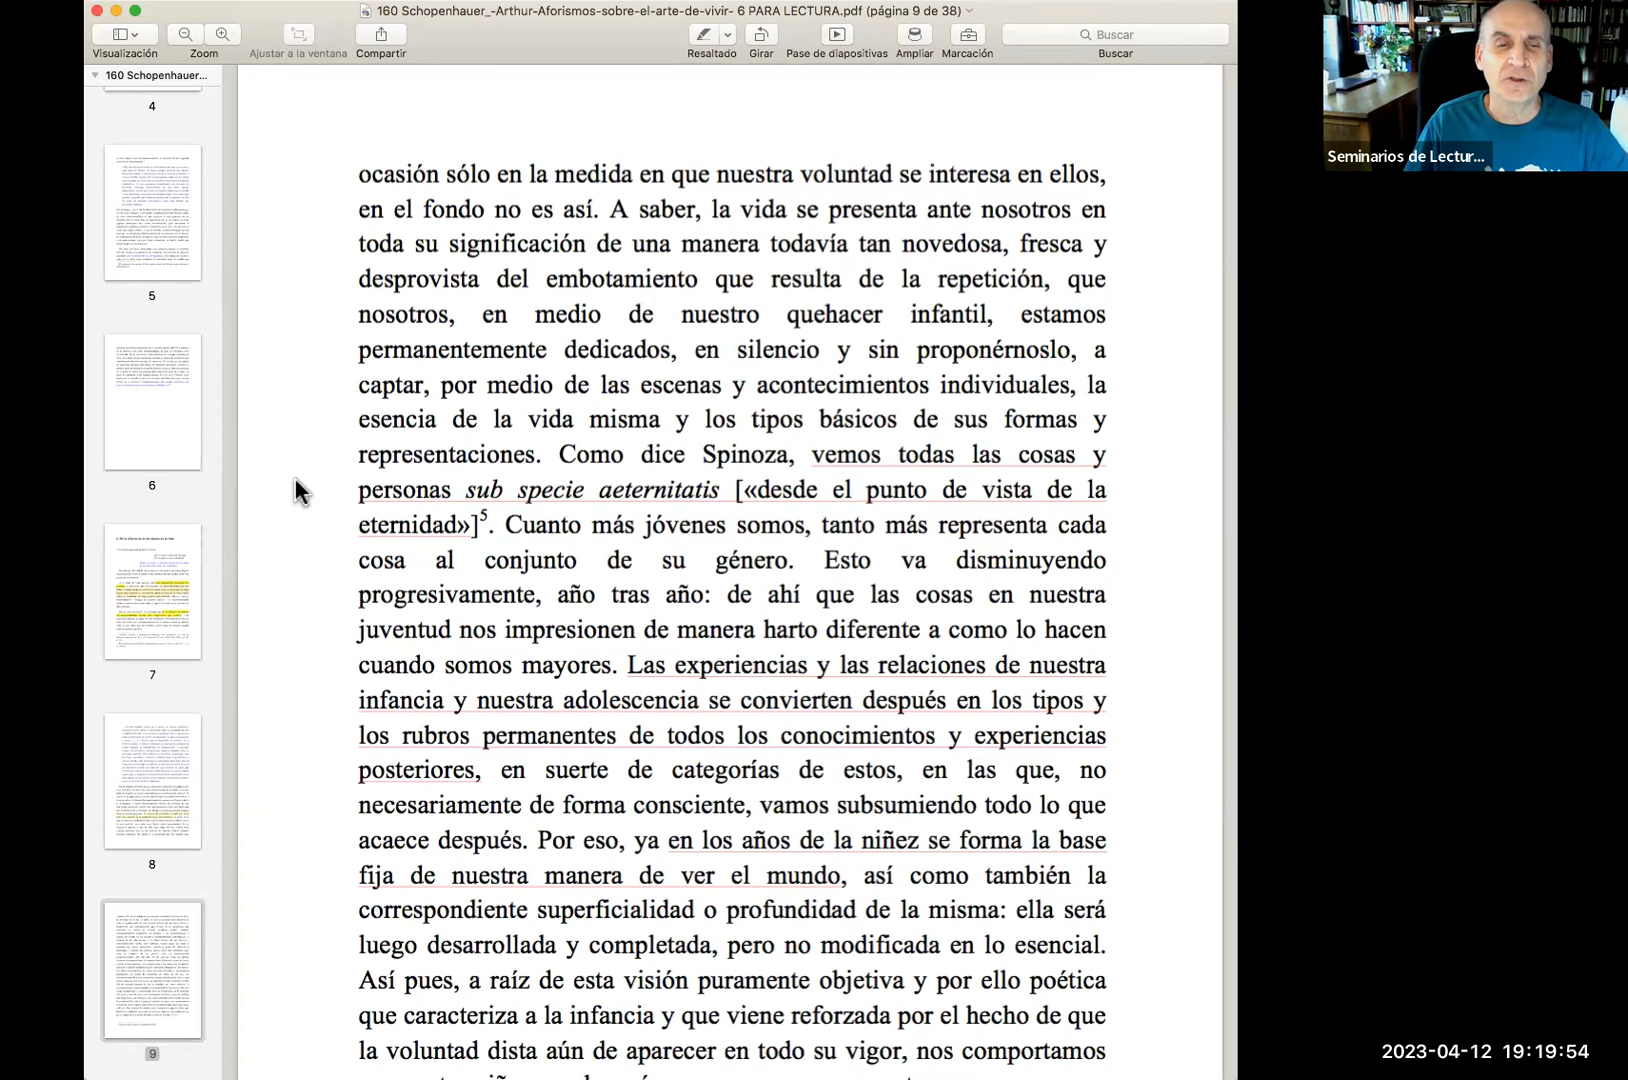 160 Schopenhauer_-Arthur-Aforismos-sobre-el-arte-de-vivir- 6 PARA LECTURA.pdf (página 9 de 38)
Buscar
Visualización Zoom Ajustar a la ventana Compartir Resaltado Girar Pase de diapositivas Ampliar Marcación Buscar
160 Schopenhauer...
4
5
6
7
8
9
ocasión sólo en la medida en que nuestra voluntad se interesa en ellos,
en el fondo no es así. A saber, la vida se presenta ante nosotros en
toda su significación de una manera todavía tan novedosa, fresca y
desprovista del embotamiento que resulta de la repetición, que
nosotros, en medio de nuestro quehacer infantil, estamos
permanentemente dedicados, en silencio y sin proponérnoslo, a
captar, por medio de las escenas y acontecimientos individuales, la
esencia de la vida misma y los tipos básicos de sus formas y
representaciones. Como dice Spinoza, vemos todas las cosas y
personas sub specie aeternitatis [«desde el punto de vista de la
eternidad»]5. Cuanto más jóvenes somos, tanto más representa cada
cosa al conjunto de su género. Esto va disminuyendo
progresivamente, año tras año: de ahí que las cosas en nuestra
juventud nos impresionen de manera harto diferente a como lo hacen
cuando somos mayores. Las experiencias y las relaciones de nuestra
infancia y nuestra adolescencia se convierten después en los tipos y
los rubros permanentes de todos los conocimientos y experiencias
posteriores, en suerte de categorías de estos, en las que, no
necesariamente de forma consciente, vamos subsumiendo todo lo que
acaece después. Por eso, ya en los años de la niñez se forma la base
fija de nuestra manera de ver el mundo, así como también la
correspondiente superficialidad o profundidad de la misma: ella será
luego desarrollada y completada, pero no modificada en lo esencial.
Así pues, a raíz de esta visión puramente objetiva y por ello poética
que caracteriza a la infancia y que viene reforzada por el hecho de que
la voluntad dista aún de aparecer en todo su vigor, nos comportamos
Seminarios de Lectur...
2023-04-12 19:19:54